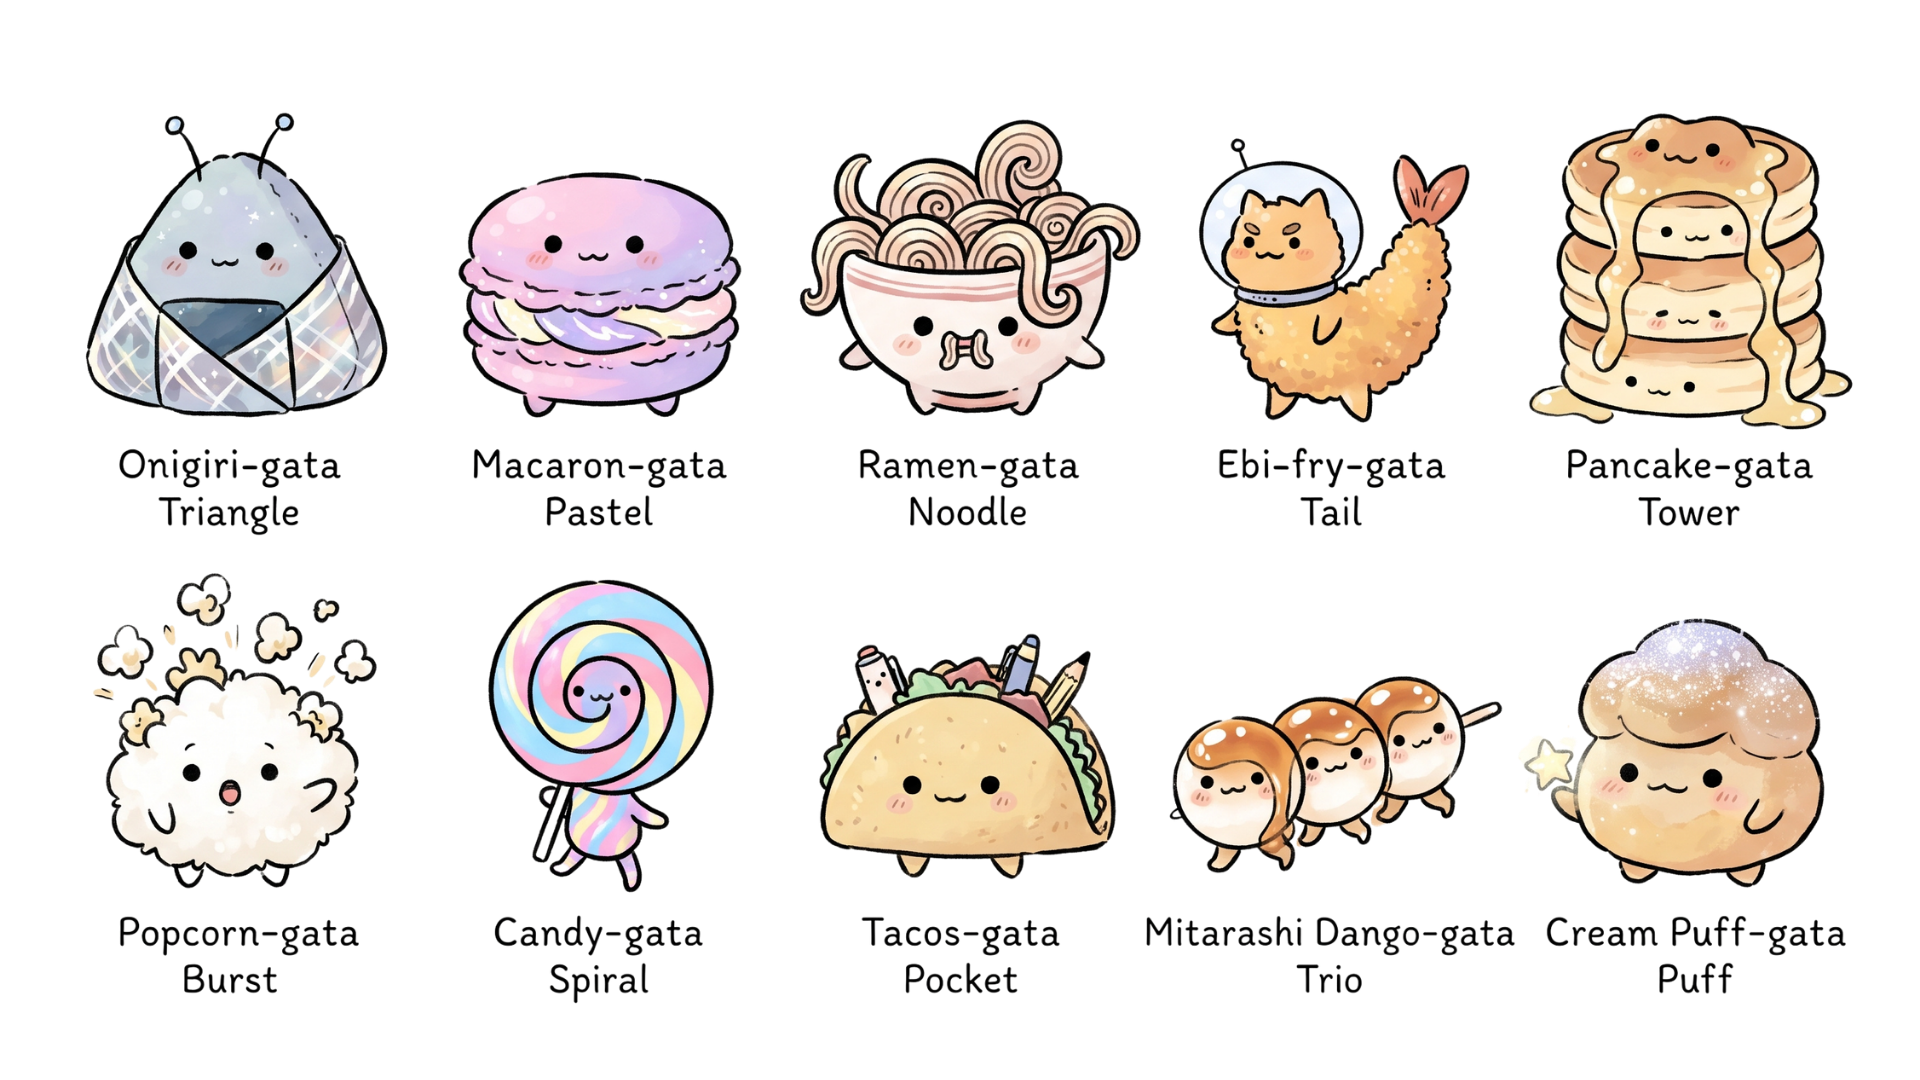 Onigiri-gata
Triangle
Macaron-gata
Pastel
Ramen-gata
Noodle
Ebi-fry-gata
Tail
Pancake-gata
Tower
Popcorn-gata
Burst
Candy-gata
Spiral
Tacos-gata
Pocket
Mitarashi Dango-gata
Trio
Cream Puff-gata
Puff